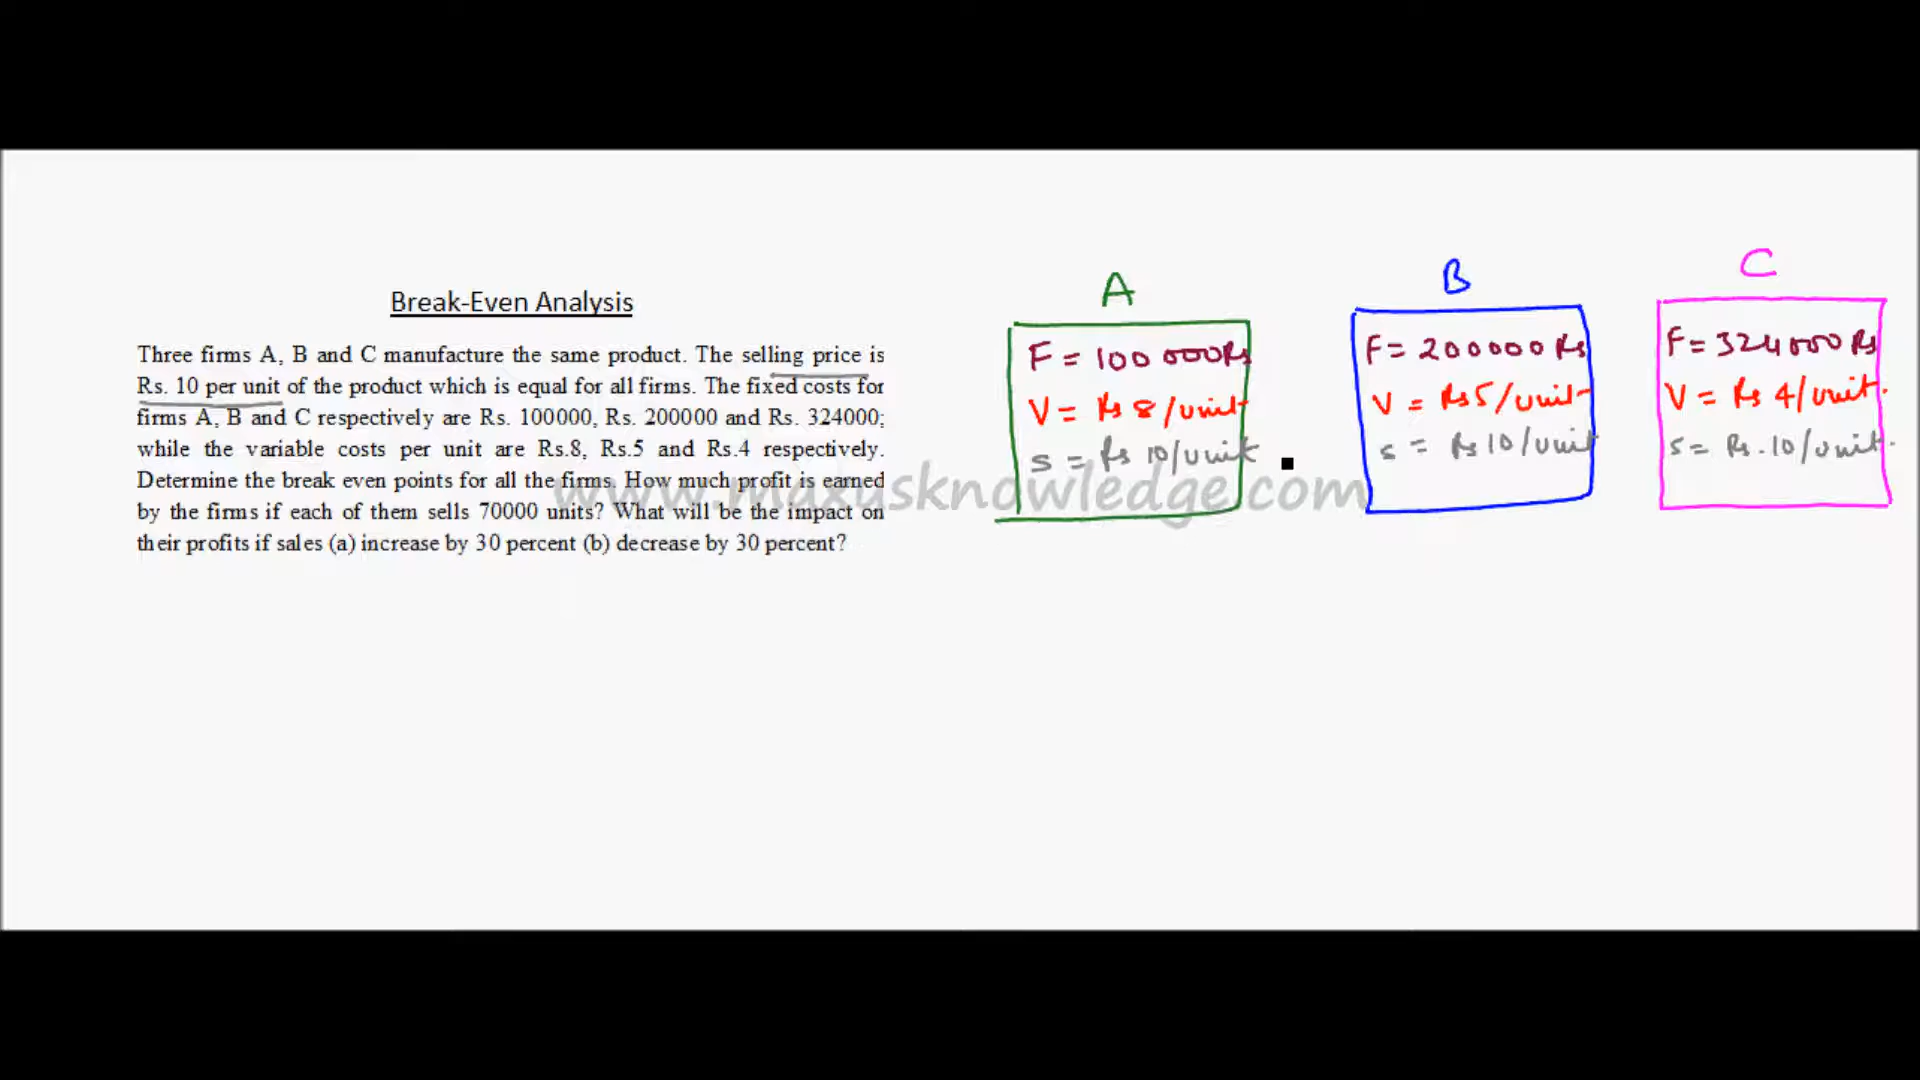 Break-Even Analysis
Three firms A, B and C manufacture the same product. The selling price is
Rs. 10 per unit of the product which is equal for all firms. The fixed costs for
firms A, B and C respectively are Rs. 100000, Rs. 200000 and Rs. 324000;
while the variable costs per unit are Rs.8, Rs.5 and Rs.4 respectively.
Determine the break even points for all the firms. How much profit is earned
by the firms if each of them sells 70000 units? What will be the impact on
their profits if sales (a) increase by 30 percent (b) decrease by 30 percent?
www.maxusknowledge.com
A
F = 100 000Rs
V = Rs 8/unit
s = Rs 10/unit
B
F = 200000 Rs
V = Rs5/unit
s = Rs 10/unit
C
F = 324000 Rs
V = Rs 4/unit.
s = Rs. 10/unit.